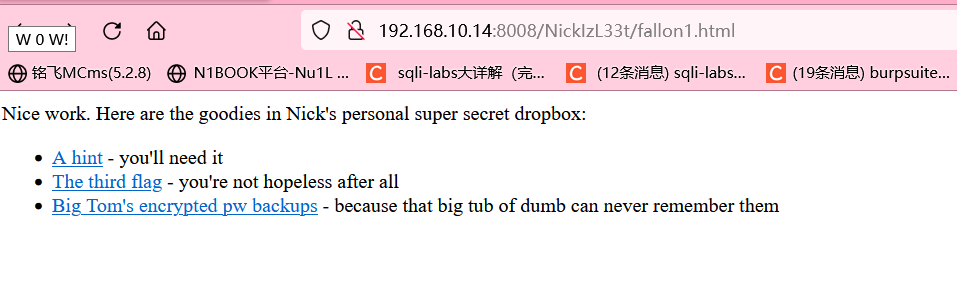 W 0 W!
192.168.10.14:8008/NickIzL33t/fallon1.html
铭飞MCms(5.2.8) N1BOOK平台-Nu1L ... sqli-labs大详解（完... (12条消息) sqli-labs... (19条消息) burpsuite...
Nice work. Here are the goodies in Nick's personal super secret dropbox:
A hint - you'll need it
The third flag - you're not hopeless after all
Big Tom's encrypted pw backups - because that big tub of dumb can never remember them